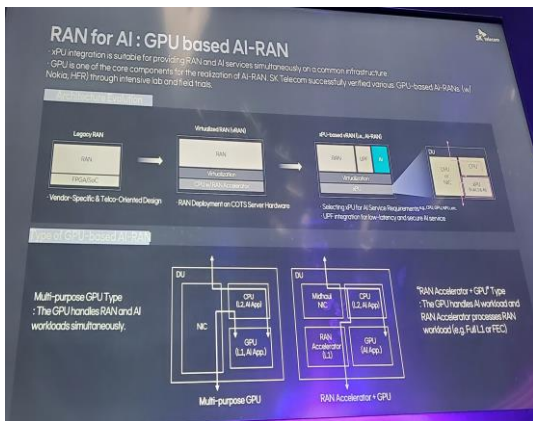 RAN for AI : GPU based AI-RAN
SK telecom
· xPU integration is suitable for providing RAN and AI services simultaneously on a common infrastructure
· GPU is one of the core components for the realization of AI-RAN. SK Telecom successfully verified various GPU-based AI-RANs (w/
Nokia, HFR) through intensive lab and field trials.
Architecture Evolution
Legacy RAN
RAN
FPGA/SoC
· Vendor-Specific & Telco-Oriented Design
Virtualized RAN (vRAN)
RAN
Virtualization
CPU w/ RAN Accelerator
· RAN Deployment on COTS Server Hardware
xPU-based vRAN (i.e., AI-RAN)
RAN
UPF
AI
Virtualization
xPU
DU
NIC
CPU
· Selecting xPU for AI Service Requirements
· UPF integration for low-latency and secure AI service
Type of GPU-based AI-RAN
Multi-purpose GPU Type
: The GPU handles RAN and AI
workloads simultaneously.
DU
NIC
CPU
(L2, AI App)
GPU
(L1, AI App.)
Multi-purpose GPU
DU
Midhaul
NIC
CPU
(L2, AI App)
RAN
Accelerator
(L1)
GPU
(AI App.)
RAN Accelerator + GPU
"RAN Accelerator + GPU" Type
: The GPU handles AI workload and
RAN Accelerator processes RAN
workload (e.g. Full L1 or FEC)